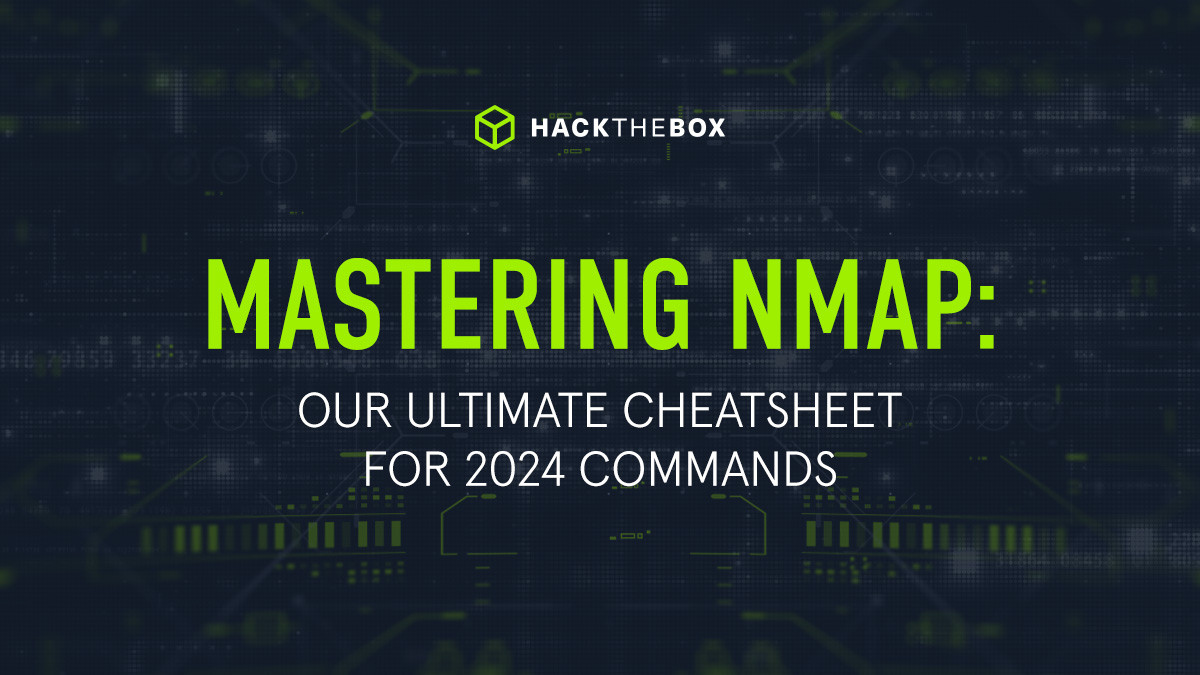 HACKTHEBOX
MASTERING NMAP:
OUR ULTIMATE CHEATSHEET
FOR 2024 COMMANDS